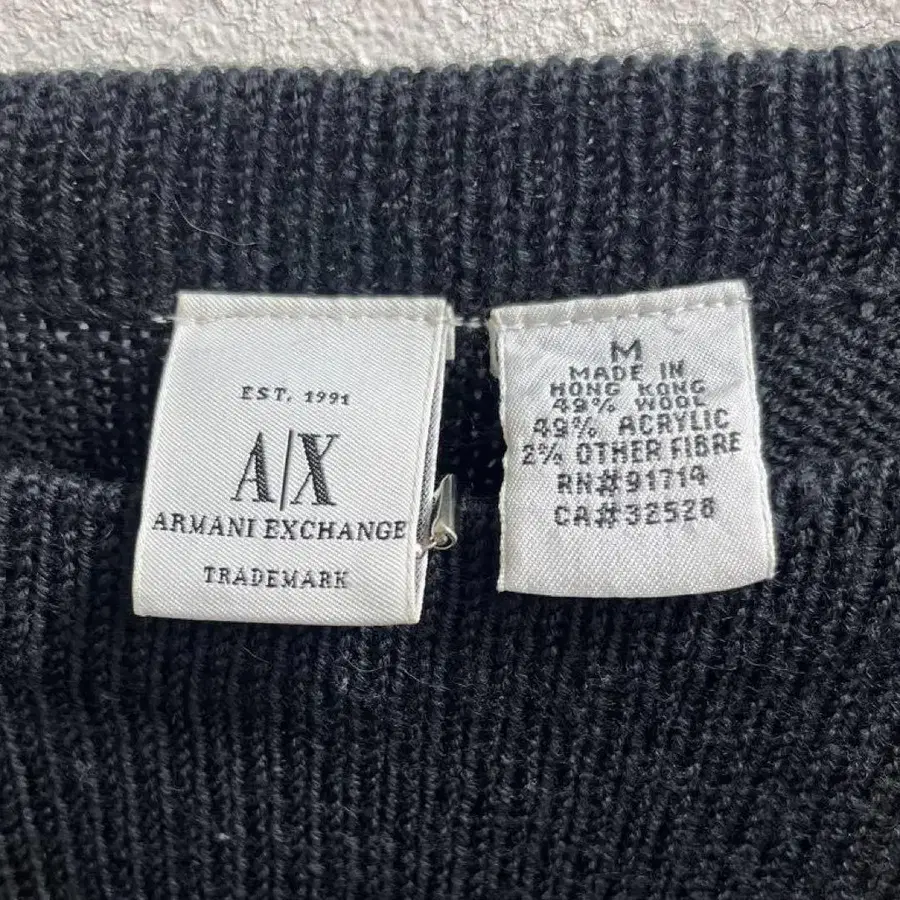 EST. 1991
A/X
ARMANI EXCHANGE
TRADEMARK
M
MADE IN
HONG KONG
49% WOOL
49% ACRYLIC
2% OTHER FIBRE
RN#91714
CA#32528